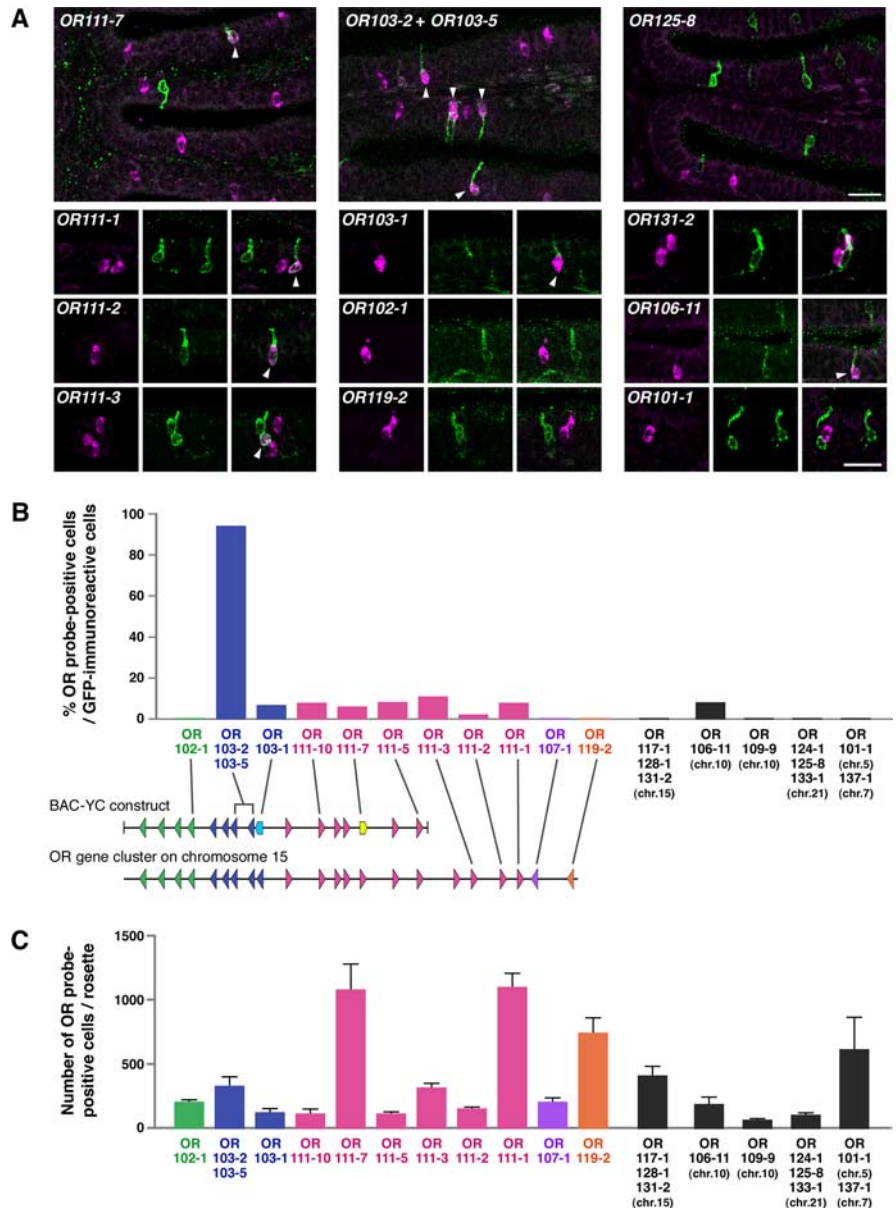 A
OR111-7
OR103-2 + OR103-5
OR125-8
OR111-1
OR103-1
OR131-2
OR111-2
OR102-1
OR106-11
OR111-3
OR119-2
OR101-1
B
% OR probe-positive cells
/ GFP-immunoreactive cells
100
80
60
40
20
0
OR
102-1
OR
103-2
103-5
OR
103-1
OR
111-10
OR
111-7
OR
111-5
OR
111-3
OR
111-2
OR
111-1
OR
107-1
OR
119-2
OR
117-1
128-1
131-2
(chr.15)
OR
106-11
(chr.10)
OR
109-9
(chr.10)
OR
124-1
125-8
133-1
(chr.21)
OR
101-1
(chr.5)
137-1
(chr.7)
BAC-YC construct
OR gene cluster on chromosome 15
C
Number of OR probe-
positive cells / rosette
1500
1000
500
0
OR
102-1
OR
103-2
103-5
OR
103-1
OR
111-10
OR
111-7
OR
111-5
OR
111-3
OR
111-2
OR
111-1
OR
107-1
OR
119-2
OR
117-1
128-1
131-2
(chr.15)
OR
106-11
(chr.10)
OR
109-9
(chr.10)
OR
124-1
125-8
133-1
(chr.21)
OR
101-1
(chr.5)
137-1
(chr.7)